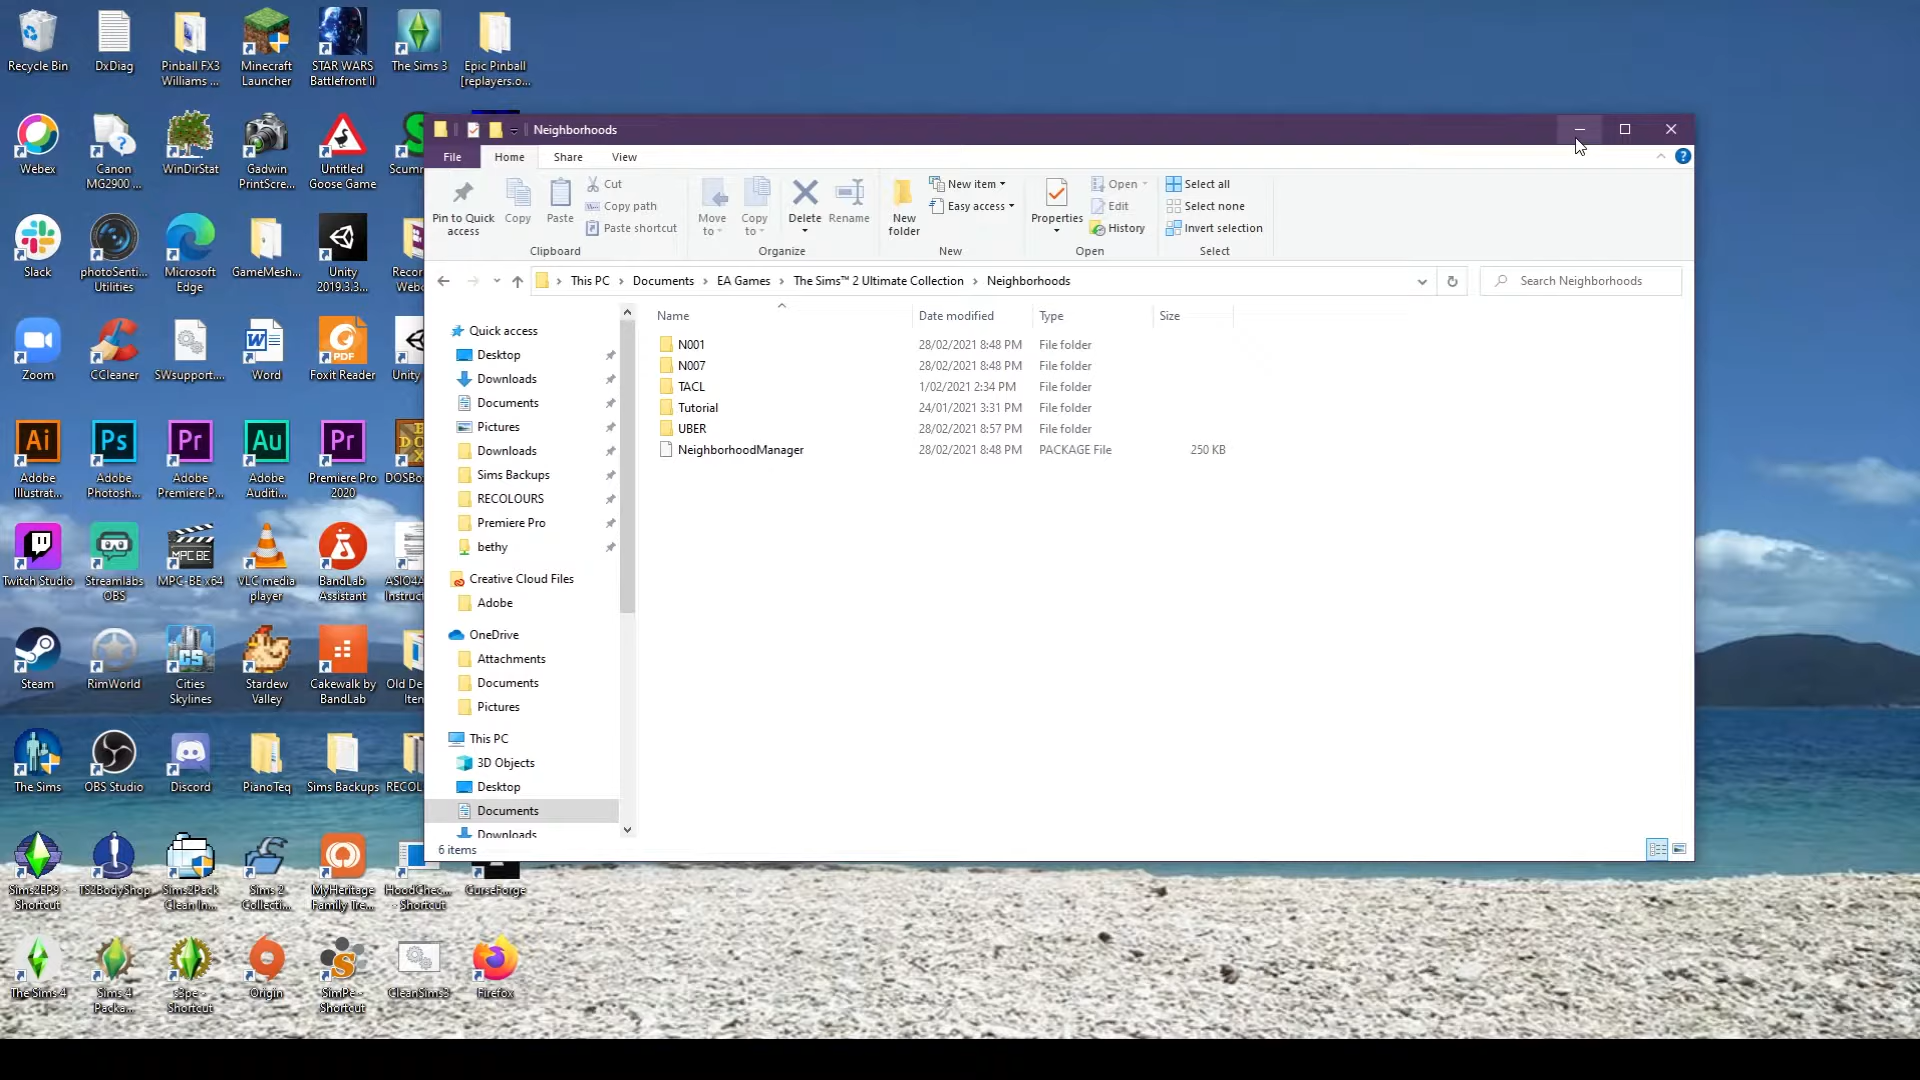 Recycle Bin
DxDiag
Pinball FX3
Williams ...
Minecraft
Launcher
STAR WARS
Battlefront II
The Sims 3
Epic Pinball
[replayers.o...
Webex
Canon
MG2900 ...
WinDirStat
Gadwin
PrintScre...
Untitled
Goose Game
Slack
photoSenti...
Utilities
Microsoft
Edge
GameMesh...
Unity
2019.3.3...
Zoom
CCleaner
SWsupport....
Word
Foxit Reader
Adobe
Illustrat...
Adobe
Photosh...
Adobe
Premiere P...
Adobe
Auditi...
Premiere Pro
2020
Twitch Studio
Streamlabs
OBS
MPC-BE x64
VLC media
player
BandLab
Assistant
Steam
RimWorld
Cities
Skylines
Stardew
Valley
Cakewalk by
BandLab
The Sims
OBS Studio
Discord
PianoTeq
Sims Backups
Sims2EP9 -
Shortcut
TS2BodyShop
Sims2Pack
Clean In...
Sims 2
Collecti...
MyHeritage
Family Tre...
HoodChec...
- Shortcut
CurseForge
The Sims 4
Sims 4
Packa...
s3pe -
Shortcut
Origin
SimPe -
Shortcut
CleanSims3
Firefox
Neighborhoods
File
Home
Share
View
Pin to Quick
access
Copy
Paste
Cut
Copy path
Paste shortcut
Clipboard
Move
to
Copy
to
Delete
Rename
Organize
New
folder
New item
Easy access
New
Properties
Open
Edit
History
Open
Select all
Select none
Invert selection
Select
This PC > Documents > EA Games > The Sims™ 2 Ultimate Collection > Neighborhoods
Search Neighborhoods
Quick access
Desktop
Downloads
Documents
Pictures
Downloads
Sims Backups
RECOLOURS
Premiere Pro
bethy
Creative Cloud Files
Adobe
OneDrive
Attachments
Documents
Pictures
This PC
3D Objects
Desktop
Documents
Downloads
Name Date modified Type Size
N001 28/02/2021 8:48 PM File folder
N007 28/02/2021 8:48 PM File folder
TACL 1/02/2021 2:34 PM File folder
Tutorial 24/01/2021 3:31 PM File folder
UBER 28/02/2021 8:57 PM File folder
NeighborhoodManager 28/02/2021 8:48 PM PACKAGE File 250 KB
6 items